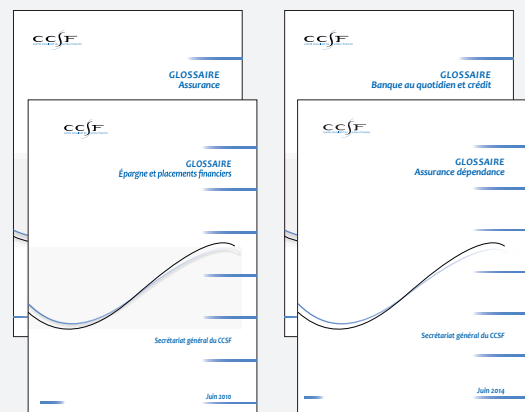 CCSF
GLOSSAIRE
Assurance
CCSF
GLOSSAIRE
Épargne et placements financiers
Secrétariat général du CCSF
Juin 2010
CCSF
GLOSSAIRE
Banque au quotidien et crédit
CCSF
GLOSSAIRE
Assurance dépendance
Secrétariat général du CCSF
Juin 2014